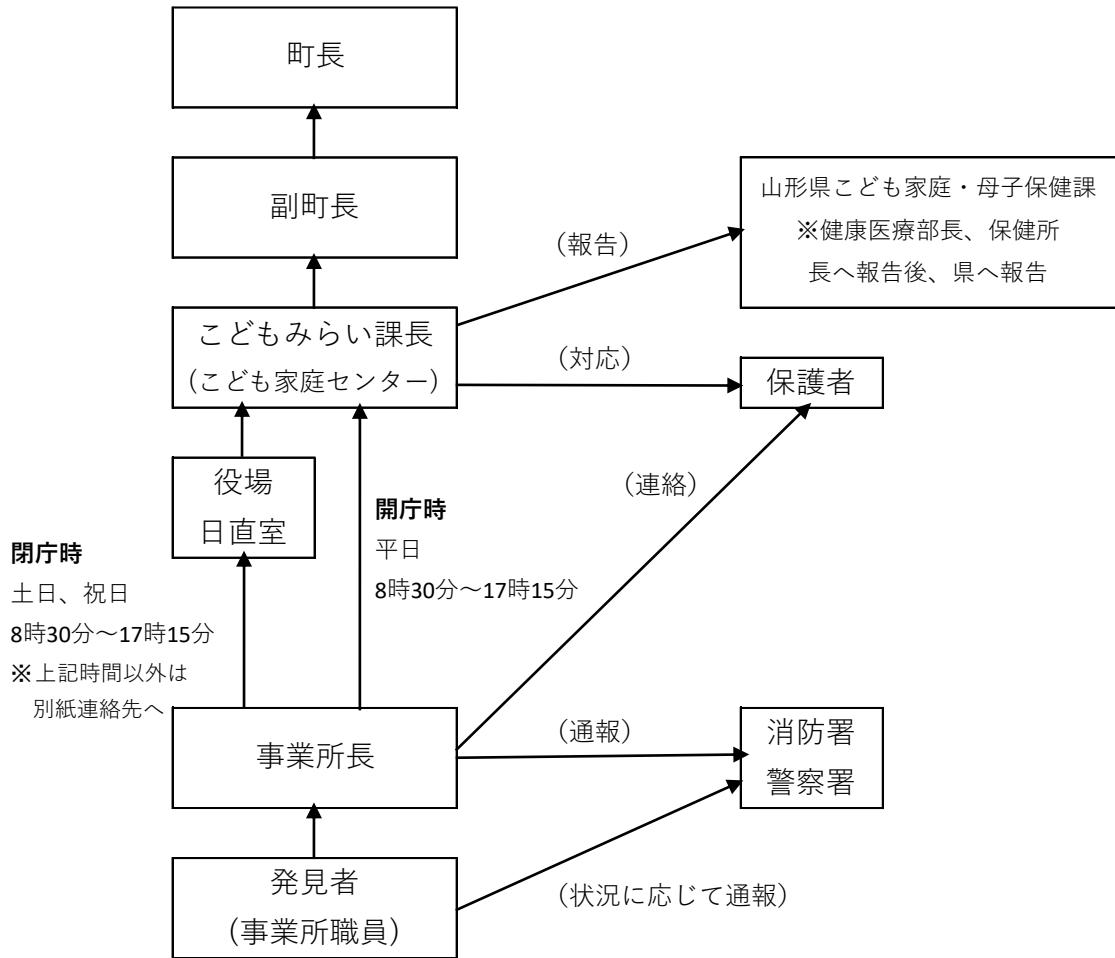 町長
副町長
山形県こども家庭・母子保健課
※健康医療部長、保健所
長へ報告後、県へ報告
（報告）
こどもみらい課長
（こども家庭センター）
（対応）
保護者
役場
日直室
（連絡）
開庁時
平日
8時30分～17時15分
閉庁時
土日、祝日
8時30分～17時15分
※上記時間以外は
別紙連絡先へ
事業所長
（通報）
消防署
警察署
発見者
（事業所職員）
（状況に応じて通報）